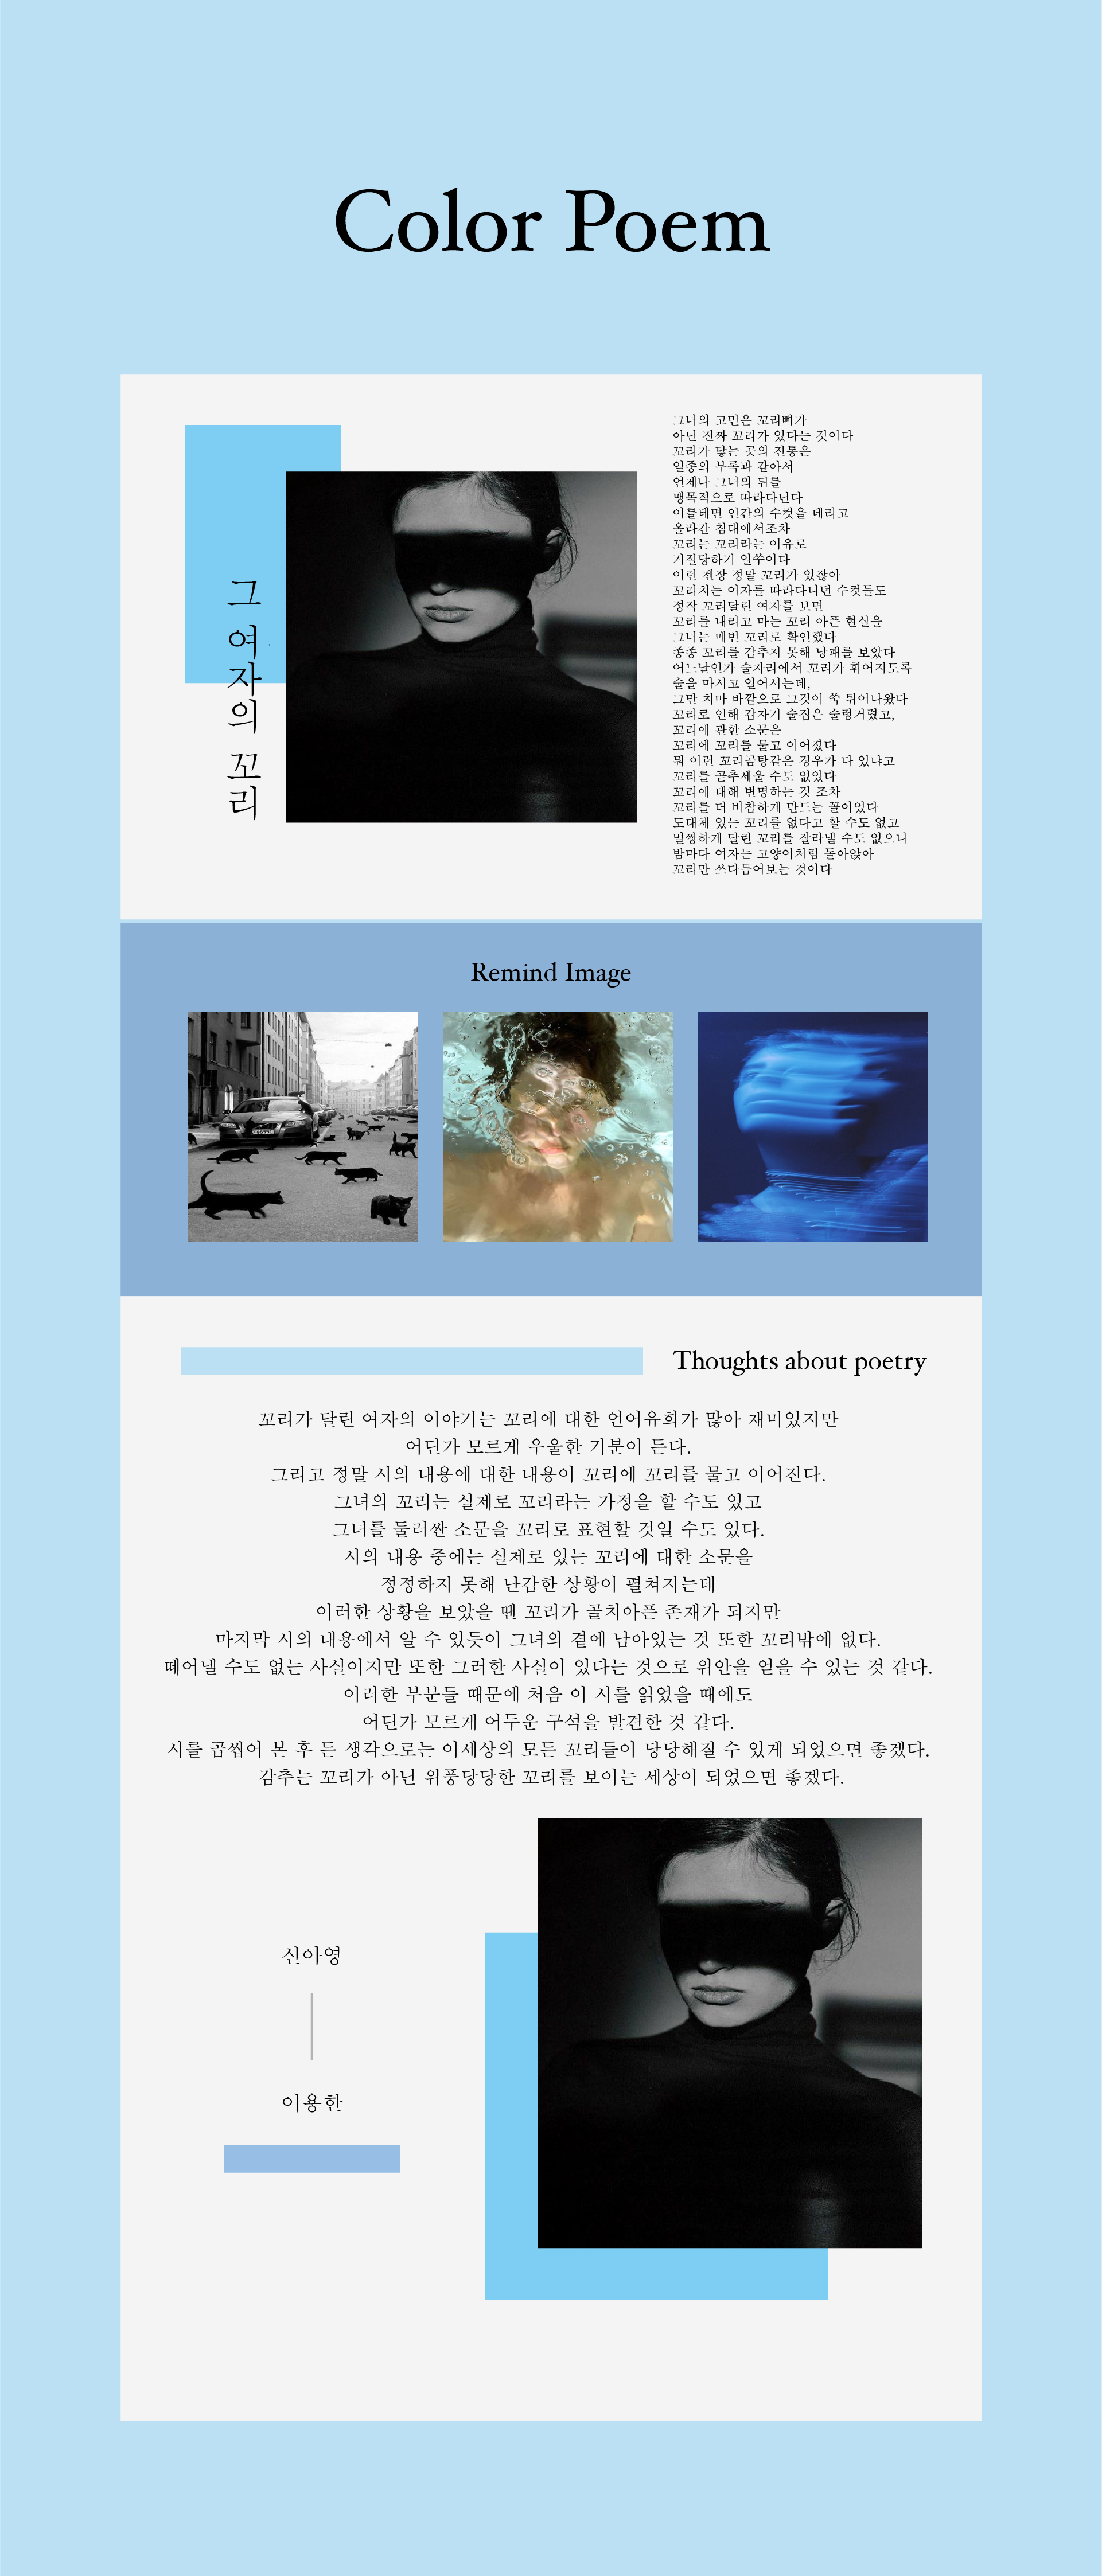 Color Poem
그 여자의 꼬리
그녀의 고민은 꼬리뼈가
아닌 진짜 꼬리가 있다는 것이다
꼬리가 닿는 곳의 진통은
일종의 부록과 같아서
언제나 그녀의 뒤를
맹목적으로 따라다닌다
이를테면 인간의 수컷을 데리고
올라간 침대에서조차
꼬리는 꼬리라는 이유로
거절당하기 일쑤이다
이런 젠장 정말 꼬리가 있잖아
꼬리치는 여자를 따라다니던 수컷들도
정작 꼬리달린 여자를 보면
꼬리를 내리고 마는 꼬리 아픈 현실을
그녀는 매번 꼬리로 확인했다
종종 꼬리를 감추지 못해 낭패를 보았다
어느날인가 술자리에서 꼬리가 휘어지도록
술을 마시고 일어서는데,
그만 치마 바깥으로 그것이 쑥 튀어나왔다
꼬리로 인해 갑자기 술집은 술렁거렸고,
꼬리에 관한 소문은
꼬리에 꼬리를 물고 이어졌다
뭐 이런 꼬리곰탕같은 경우가 다 있냐고
꼬리를 곧추세울 수도 없었다
꼬리에 대해 변명하는 것 조차
꼬리를 더 비참하게 만드는 꼴이었다
도대체 있는 꼬리를 없다고 할 수도 없고
멀쩡하게 달린 꼬리를 잘라낼 수도 없으니
밤마다 여자는 고양이처럼 돌아앉아
꼬리만 쓰다듬어보는 것이다
Remind Image
Thoughts about poetry
꼬리가 달린 여자의 이야기는 꼬리에 대한 언어유희가 많아 재미있지만
어딘가 모르게 우울한 기분이 든다.
그리고 정말 시의 내용에 대한 내용이 꼬리에 꼬리를 물고 이어진다.
그녀의 꼬리는 실제로 꼬리라는 가정을 할 수도 있고
그녀를 둘러싼 소문을 꼬리로 표현할 것일 수도 있다.
시의 내용 중에는 실제로 있는 꼬리에 대한 소문을
정정하지 못해 난감한 상황이 펼쳐지는데
이러한 상황을 보았을 땐 꼬리가 골치아픈 존재가 되지만
마지막 시의 내용에서 알 수 있듯이 그녀의 곁에 남아있는 것 또한 꼬리밖에 없다.
떼어낼 수도 없는 사실이지만 또한 그러한 사실이 있다는 것으로 위안을 얻을 수 있는 것 같다.
이러한 부분들 때문에 처음 이 시를 읽었을 때에도
어딘가 모르게 어두운 구석을 발견한 것 같다.
시를 곱씹어 본 후 든 생각으로는 이세상의 모든 꼬리들이 당당해질 수 있게 되었으면 좋겠다.
감추는 꼬리가 아닌 위풍당당한 꼬리를 보이는 세상이 되었으면 좋겠다.
신아영
이용한